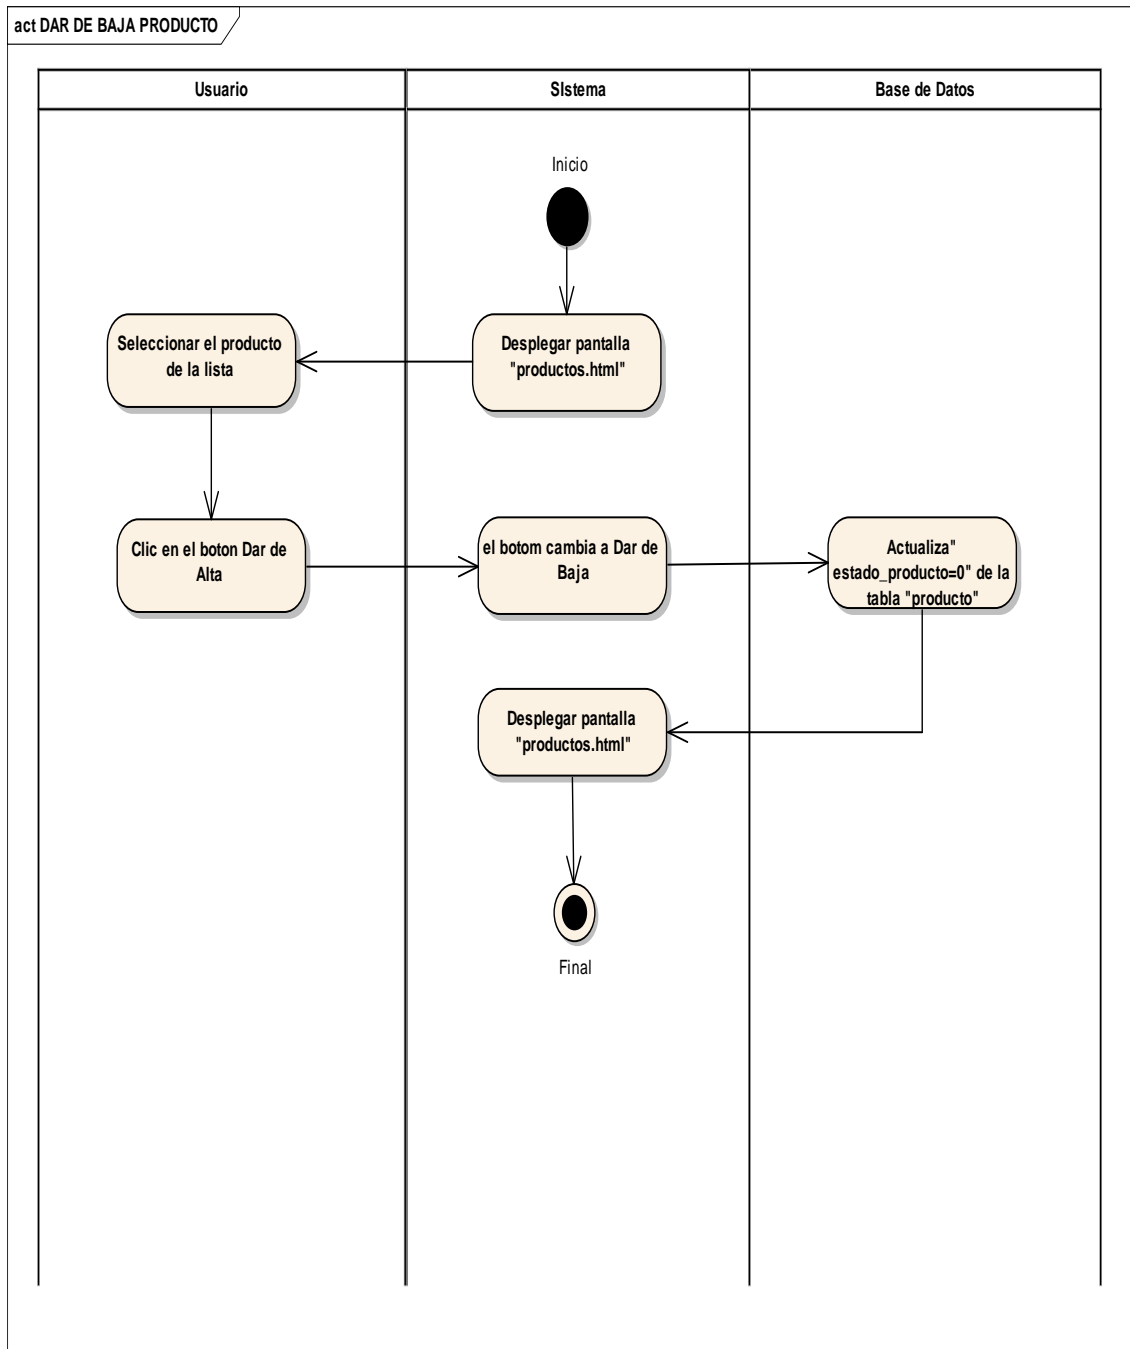 act DAR DE BAJA PRODUCTO
Usuario
SIstema
Base de Datos
Inicio
Seleccionar el producto
de la lista
Desplegar pantalla
"productos.html"
Clic en el boton Dar de
Alta
el botom cambia a Dar de
Baja
Actualiza"
estado_producto=0" de la
tabla "producto"
Desplegar pantalla
"productos.html"
Final